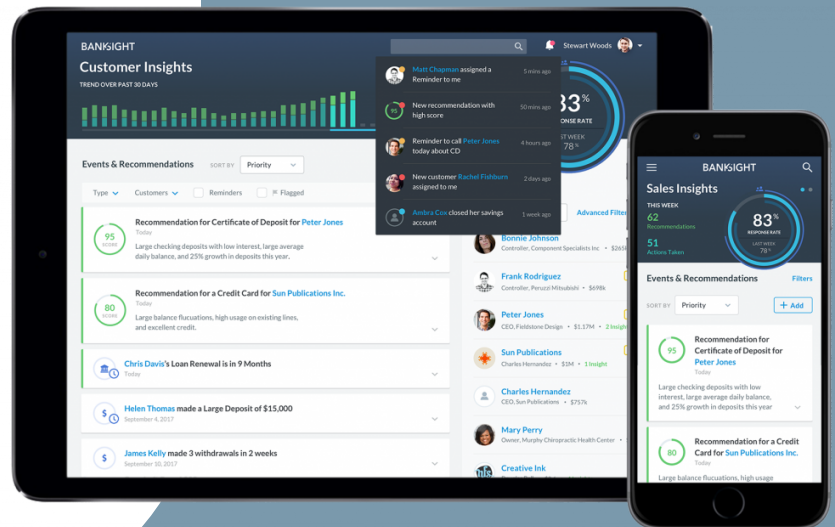 BANKSIGHT
Stewart Woods
Customer Insights
TREND OVER PAST 30 DAYS
Matt Chapman assigned a
Reminder to me
5 mins ago
95
New recommendation with
high score
50 mins ago
Reminder to call Peter Jones
today about CD
4 hours ago
New customer Rachel Fishburn
assigned to me
2 days ago
Ambra Cox closed her savings
account
1 week ago
83%
ONSE RATE
T WEEK
78%
Events & Recommendations
SORT BY
Priority
Type
Customers
Reminders
Flagged
95
SCORE
Recommendation for Certificate of Deposit for Peter Jones
Today
Large checking deposits with low interest, large average
daily balance, and 25% growth in deposits this year.
80
SCORE
Recommendation for a Credit Card for Sun Publications Inc.
Today
Large balance fluctuations, high usage on existing lines,
and excellent credit.
Chris Davis's Loan Renewal is in 9 Months
Today
$
Helen Thomas made a Large Deposit of $15,000
September 4, 2017
$
James Kelly made 3 withdrawals in 2 weeks
September 10, 2017
Advanced Filter
Bonnie Johnson
Controller, Component Specialists Inc. • $265
Frank Rodriguez
Controller, Peruzzi Mitsubishi • $698k
Peter Jones
CEO, Fieldstone Design • $1.17M • 2 Insigh
Sun Publications
Charles Hernandez • $1M • 1 Insight
Charles Hernandez
CEO, Sun Publications • $757k
Mary Perry
Owner, Murphy Chiropractic Health Center •
Creative Ink
BANKSIGHT
Sales Insights
THIS WEEK
62
Recommendations
51
Actions Taken
83%
RESPONSE RATE
LAST WEEK
78%
Events & Recommendations
Filters
SORT BY
Priority
+ Add
95
Recommendation for
Certificate of Deposit for
Peter Jones
Today
Large checking deposits with low
interest, large average daily balance,
and 25% growth in deposits this year
80
Recommendation for a Credit
Card for Sun Publications Inc.
Today
Large balance fluctuations, high usage